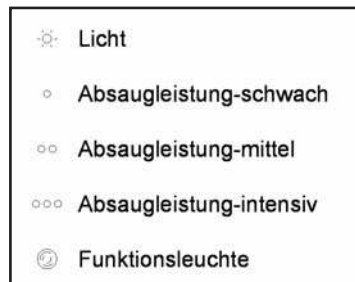 Licht
Absaugleistung-schwach
Absaugleistung-mittel
Absaugleistung-intensiv
Funktionsleuchte